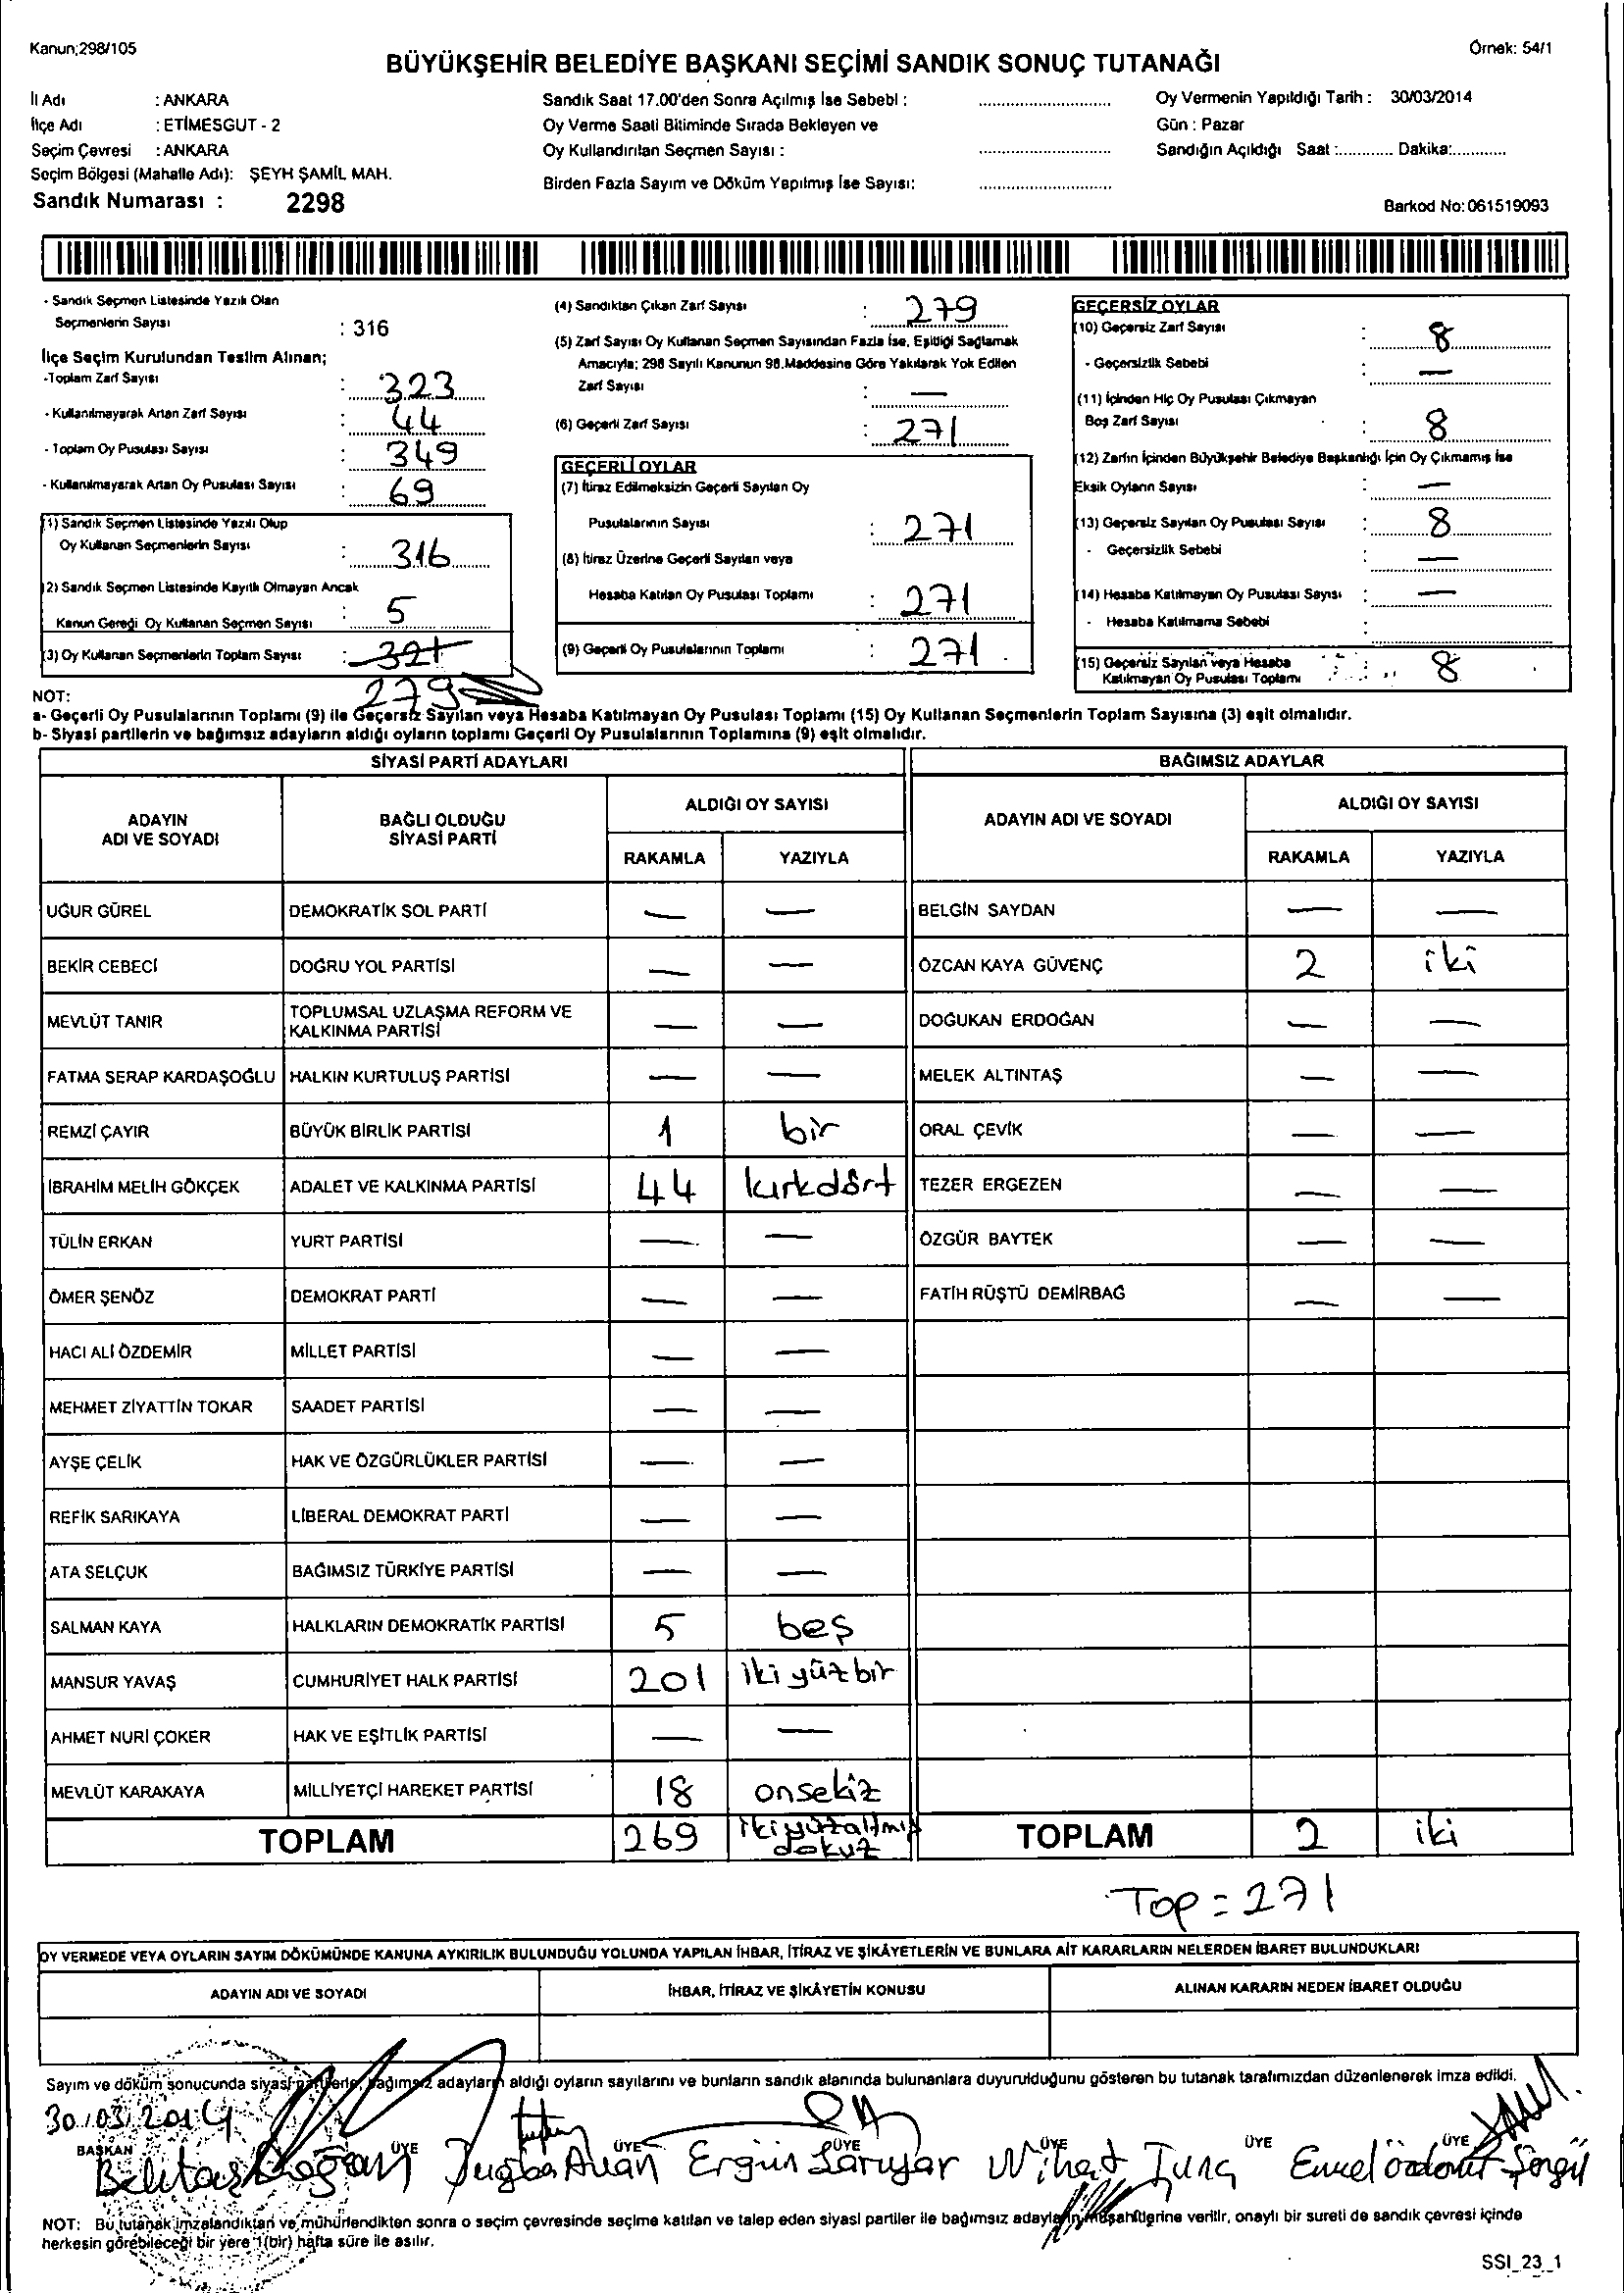 Kanun;298/105
Örnek: 54/1
BÜYÜKŞEHİR BELEDİYE BAŞKANI SEÇİMİ SANDIK SONUÇ TUTANAĞI
İl Adı : ANKARA
İlçe Adı : ETİMESGUT - 2
Seçim Çevresi : ANKARA
Seçim Bölgesi (Mahalle Adı): ŞEYH ŞAMİL MAH.
Sandık Numarası : 2298
Sandık Saat 17.00'den Sonra Açılmış İse Sebebi :
Oy Verme Saati Bitiminde Sırada Bekleyen ve
Oy Kullandırılan Seçmen Sayısı :
Birden Fazla Sayım ve Döküm Yapılmış İse Sayısı:
Oy Vermenin Yapıldığı Tarih : 30/03/2014
Gün : Pazar
Sandığın Açıldığı Saat :............ Dakika:............
Barkod No: 061519093
- Sandık Seçmen Listesinde Yazılı Olan
Seçmenlerin Sayısı : 316
İlçe Seçim Kurulundan Teslim Alınan;
-Toplam Zarf Sayısı : 323
- Kullanılmayarak Artan Zarf Sayısı : 44
- Toplam Oy Pusulası Sayısı : 349
- Kullanılmayarak Artan Oy Pusulası Sayısı : 69
(1) Sandık Seçmen Listesinde Yazılı Olup
Oy Kullanan Seçmenlerin Sayısı : 316
(2) Sandık Seçmen Listesinde Kayıtlı Olmayan Ancak
Kanun Gereği Oy Kullanan Seçmen Sayısı : 5
(3) Oy Kullanan Seçmenlerin Toplam Sayısı : 321
279
(4) Sandıktan Çıkan Zarf Sayısı : 279
(5) Zarf Sayısı Oy Kullanan Seçmen Sayısından Fazla İse, Eşitliği Sağlamak
Amacıyla; 298 Sayılı Kanunun 98.Maddesine Göre Yakılarak Yok Edilen
Zarf Sayısı : —
(6) Geçerli Zarf Sayısı : 271
GEÇERLİ OYLAR
(7) İtiraz Edilmeksizin Geçerli Sayılan Oy
Pusulalarının Sayısı : 271
(8) İtiraz Üzerine Geçerli Sayılan veya
Hesaba Katılan Oy Pusulası Toplamı : 271
(9) Geçerli Oy Pusulalarının Toplamı : 271
GEÇERSİZ OYLAR
(10) Geçersiz Zarf Sayısı : 8
- Geçersizlik Sebebi : —
(11) İçinden Hiç Oy Pusulası Çıkmayan
Boş Zarf Sayısı : 8
(12) Zarfın İçinden Büyükşehir Belediye Başkanlığı İçin Oy Çıkmamış İse
Eksik Oyların Sayısı : —
(13) Geçersiz Sayılan Oy Pusulası Sayısı : 8
- Geçersizlik Sebebi : —
(14) Hesaba Katılmayan Oy Pusulası Sayısı : —
- Hesaba Katılmama Sebebi :
(15) Geçersiz Sayılan veya Hesaba
Katılmayan Oy Pusulası Toplamı : 8
NOT:
a- Geçerli Oy Pusulalarının Toplamı (9) ile Geçersiz Sayılan veya Hesaba Katılmayan Oy Pusulası Toplamı (15) Oy Kullanan Seçmenlerin Toplam Sayısına (3) eşit olmalıdır.
b- Siyasi partilerin ve bağımsız adayların aldığı oyların toplamı Geçerli Oy Pusulalarının Toplamına (9) eşit olmalıdır.
SİYASİ PARTİ ADAYLARI
ADAYIN ADI VE SOYADI
BAĞLI OLDUĞU SİYASİ PARTİ
ALDIĞI OY SAYISI
RAKAMLA YAZIYLA
UĞUR GÜREL DEMOKRATİK SOL PARTİ — —
BEKİR CEBECİ DOĞRU YOL PARTİSİ — —
MEVLÜT TANIR TOPLUMSAL UZLAŞMA REFORM VE
KALKINMA PARTİSİ — —
FATMA SERAP KARDAŞOĞLU HALKIN KURTULUŞ PARTİSİ — —
REMZİ ÇAYIR BÜYÜK BİRLİK PARTİSİ 1 bir
İBRAHİM MELİH GÖKÇEK ADALET VE KALKINMA PARTİSİ 44 kırkdört
TÜLİN ERKAN YURT PARTİSİ — —
ÖMER ŞENÖZ DEMOKRAT PARTİ — —
HACI ALİ ÖZDEMİR MİLLET PARTİSİ — —
MEHMET ZİYATTİN TOKAR SAADET PARTİSİ — —
AYŞE ÇELİK HAK VE ÖZGÜRLÜKLER PARTİSİ — —
REFİK SARIKAYA LİBERAL DEMOKRAT PARTİ — —
ATA SELÇUK BAĞIMSIZ TÜRKİYE PARTİSİ — —
SALMAN KAYA HALKLARIN DEMOKRATİK PARTİSİ 5 beş
MANSUR YAVAŞ CUMHURİYET HALK PARTİSİ 201 iki yüz bir
AHMET NURİ ÇOKER HAK VE EŞİTLİK PARTİSİ — —
MEVLÜT KARAKAYA MİLLİYETÇİ HAREKET PARTİSİ 18 onsekiz
TOPLAM 269 ikiyüzaltmış
dokuz
BAĞIMSIZ ADAYLAR
ADAYIN ADI VE SOYADI
ALDIĞI OY SAYISI
RAKAMLA YAZIYLA
BELGİN SAYDAN — —
ÖZCAN KAYA GÜVENÇ 2 iki
DOĞUKAN ERDOĞAN — —
MELEK ALTINTAŞ — —
ORAL ÇEVİK — —
TEZER ERGEZEN — —
ÖZGÜR BAYTEK — —
FATİH RÜŞTÜ DEMİRBAĞ — —
TOPLAM 2 iki
Top = 271
OY VERMEDE VEYA OYLARIN SAYIM DÖKÜMÜNDE KANUNA AYKIRILIK BULUNDUĞU YOLUNDA YAPILAN İHBAR, İTİRAZ VE ŞİKÂYETLERİN VE BUNLARA AİT KARARLARIN NELERDEN İBARET BULUNDUKLARI
ADAYIN ADI VE SOYADI
İHBAR, İTİRAZ VE ŞİKÂYETİN KONUSU
ALINAN KARARIN NEDEN İBARET OLDUĞU
Sayım ve döküm sonucunda siyasi partilerle, bağımsız adayların aldığı oyların sayılarını ve bunların sandık alanında bulunanlara duyurulduğunu gösteren bu tutanak tarafımızdan düzenlenerek imza edildi.
30/03/2014
BAŞKAN ÜYE ÜYE ÜYE ÜYE ÜYE ÜYE
Doğan Tuğba Ergün Sarıyar Nihat Tunç
NOT: Bu tutanak imzalandıktan ve mühürlendikten sonra o seçim çevresinde seçime katılan ve talep eden siyasi partiler ile bağımsız adayların müşahitlerine verilir, onaylı bir sureti de sandık çevresi içinde
herkesin görebileceği bir yere 1(bir) hafta süre ile asılır.
SSI_23_1